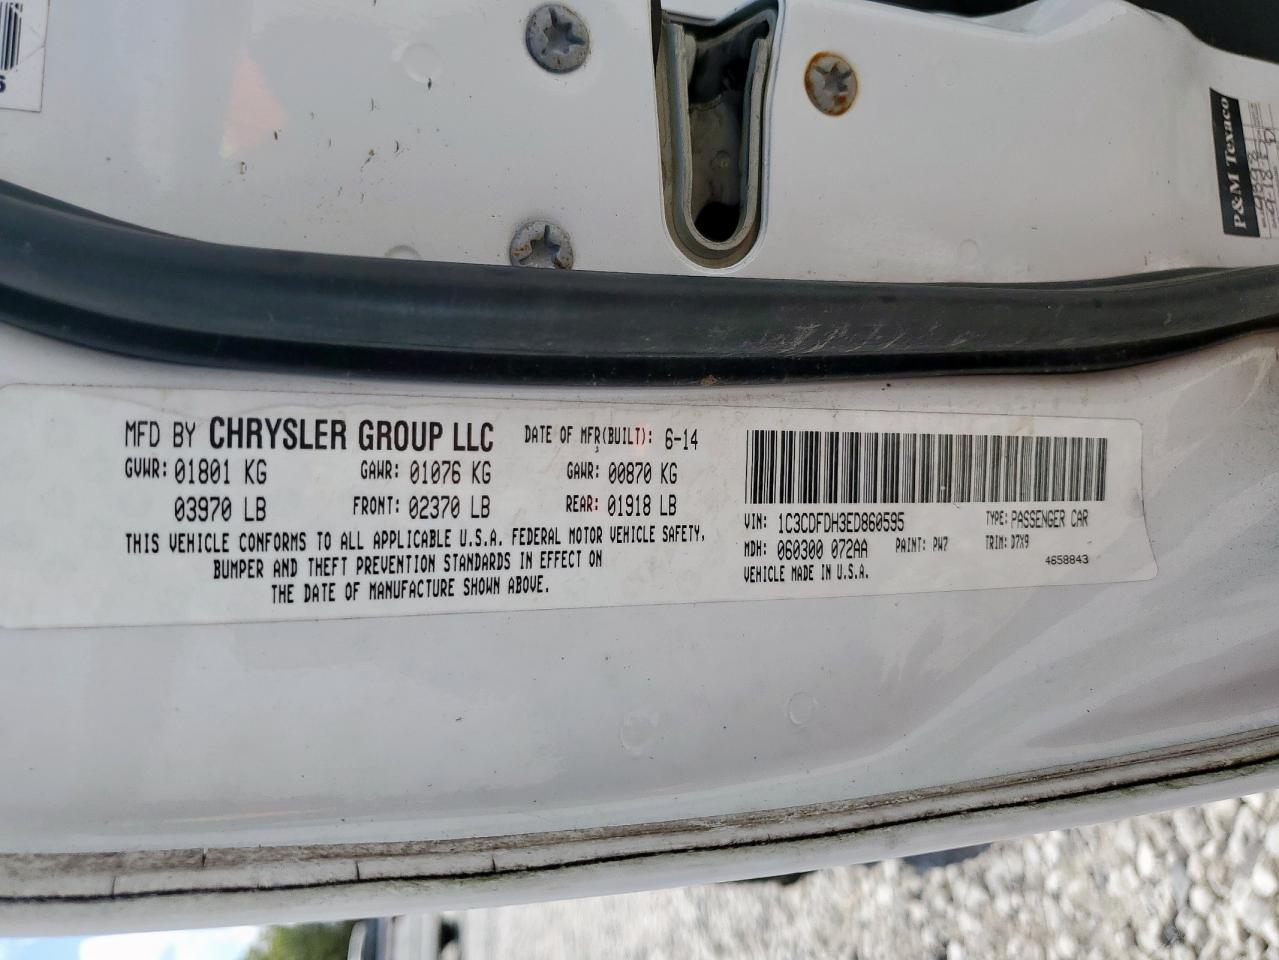 MFD BY CHRYSLER GROUP LLC DATE OF MFR(BUILT): 6-14
GVWR: 01801 KG GAWR: 01076 KG GAWR: 00870 KG
03970 LB FRONT: 02370 LB REAR: 01918 LB
THIS VEHICLE CONFORMS TO ALL APPLICABLE U.S.A. FEDERAL MOTOR VEHICLE SAFETY,
BUMPER AND THEFT PREVENTION STANDARDS IN EFFECT ON
THE DATE OF MANUFACTURE SHOWN ABOVE.
VIN: 1C3CDFDH3ED860595 TYPE: PASSENGER CAR
MDH: 060300 072AA PAINT: PW7 TRIM: D7X9
VEHICLE MADE IN U.S.A. 4658843
P&M Texaco